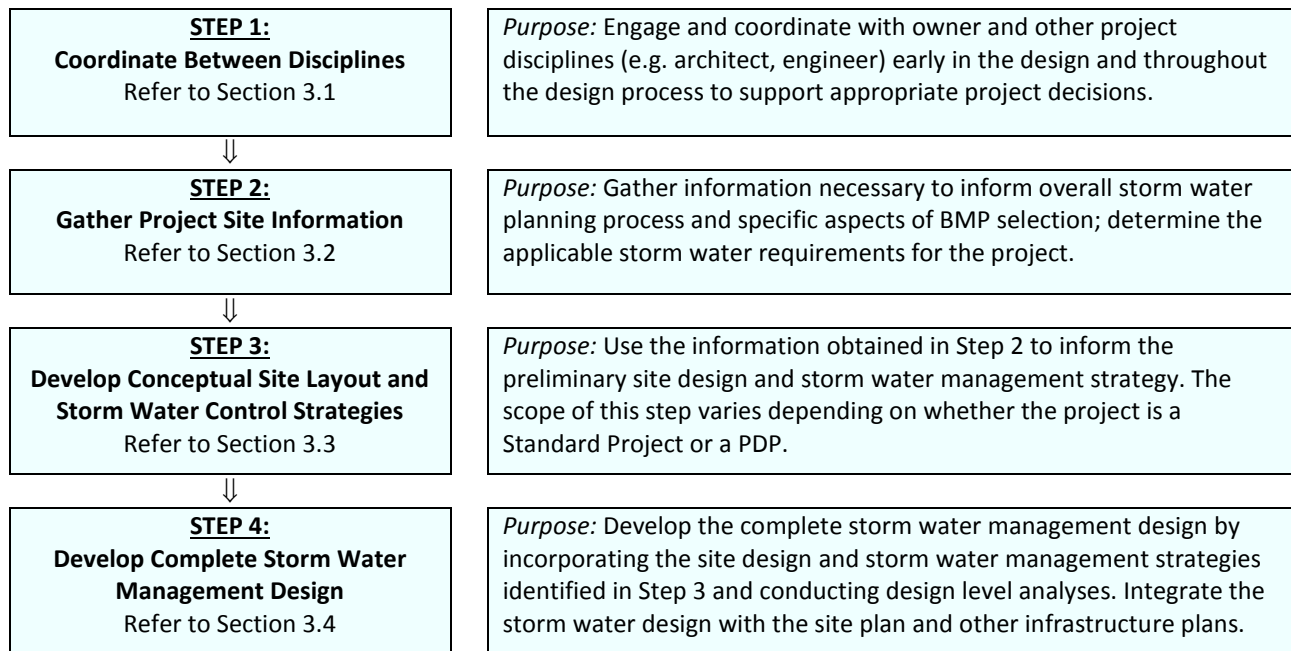 STEP 1:
Coordinate Between Disciplines
Refer to Section 3.1
Purpose: Engage and coordinate with owner and other project
disciplines (e.g. architect, engineer) early in the design and throughout
the design process to support appropriate project decisions.
⇓
STEP 2:
Gather Project Site Information
Refer to Section 3.2
Purpose: Gather information necessary to inform overall storm water
planning process and specific aspects of BMP selection; determine the
applicable storm water requirements for the project.
⇓
STEP 3:
Develop Conceptual Site Layout and
Storm Water Control Strategies
Refer to Section 3.3
Purpose: Use the information obtained in Step 2 to inform the
preliminary site design and storm water management strategy. The
scope of this step varies depending on whether the project is a
Standard Project or a PDP.
⇓
STEP 4:
Develop Complete Storm Water
Management Design
Refer to Section 3.4
Purpose: Develop the complete storm water management design by
incorporating the site design and storm water management strategies
identified in Step 3 and conducting design level analyses. Integrate the
storm water design with the site plan and other infrastructure plans.